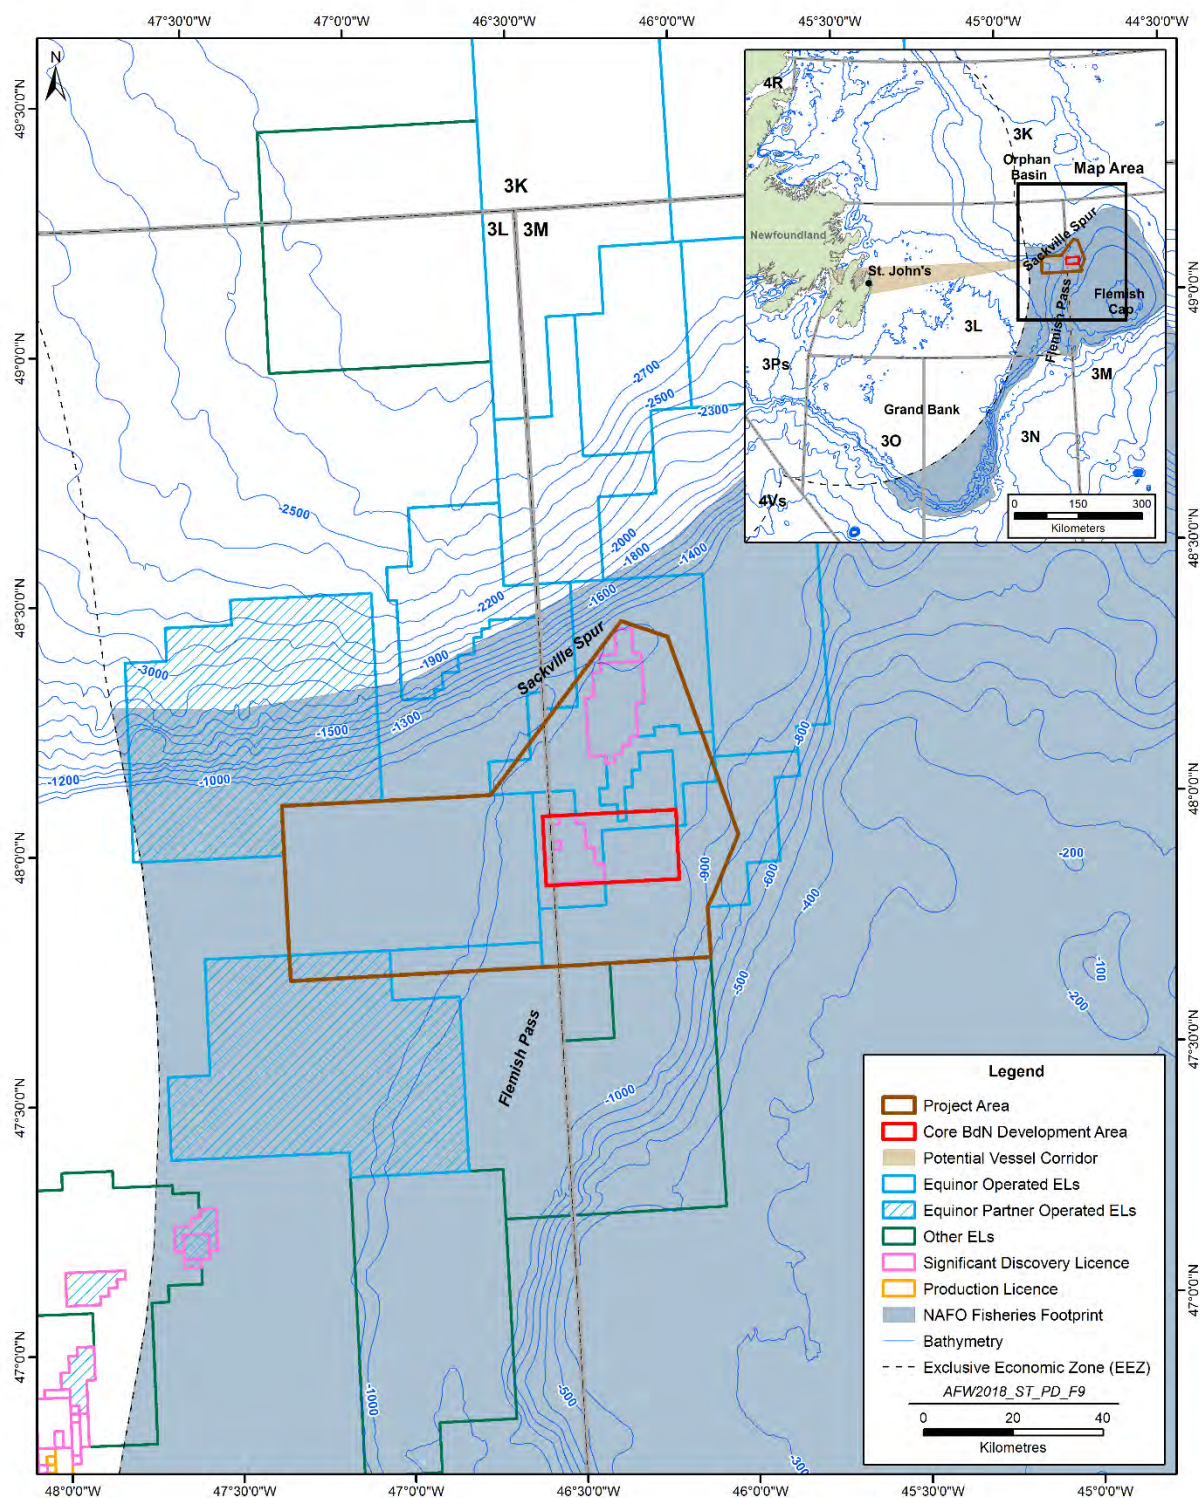 47°30'0"W 47°0'0"W 46°30'0"W 46°0'0"W 45°30'0"W 45°0'0"W 44°30'0"W
N
49°30'0"N
49°0'0"N
48°30'0"N
48°0'0"N
47°30'0"N
47°0'0"N
49°0'0"N
48°30'0"N
48°0'0"N
47°30'0"N
47°0'0"N
4R
3K
Orphan
Basin
Map Area
Newfoundland
Sackville Spur
St. John's
Flemish
Cap
Flemish Pass
3L
3Ps
3M
Grand Bank
3O
3N
4Vs
0 150 300
Kilometers
3K
3L 3M
-2700
-2500
-2300
-2500
-2000
-1800
-1400
-1600
-2200
Sackville Spur
-1900
-3000
-1300
-1500
-800
-1200
-1000
-900
-600
-200
-400
-100
-200
-500
Flemish Pass
-1000
-1000
-500
-300
Legend
Project Area
Core BdN Development Area
Potential Vessel Corridor
Equinor Operated ELs
Equinor Partner Operated ELs
Other ELs
Significant Discovery Licence
Production Licence
NAFO Fisheries Footprint
Bathymetry
Exclusive Economic Zone (EEZ)
AFW2018_ST_PD_F9
0 20 40
Kilometres
48°0'0"W 47°30'0"W 47°0'0"W 46°30'0"W 46°0'0"W 45°30'0"W 45°0'0"W